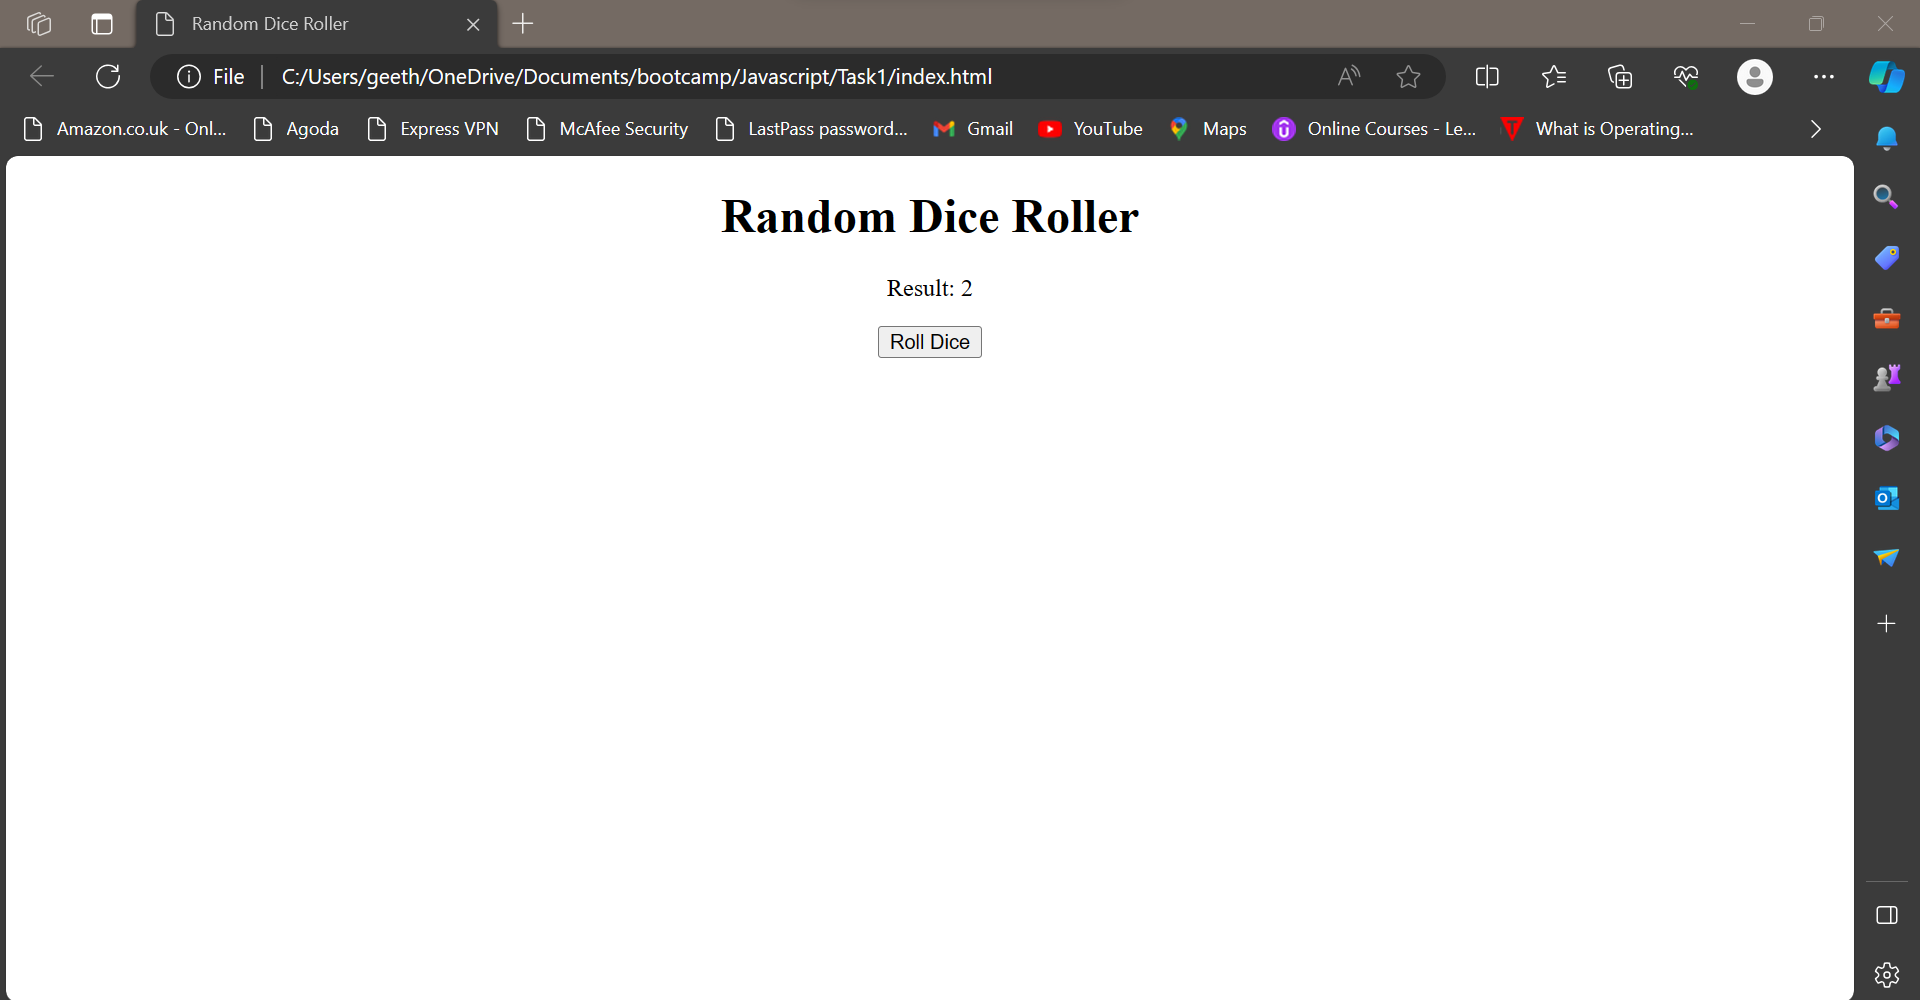 Random Dice Roller
File
C:/Users/geeth/OneDrive/Documents/bootcamp/Javascript/Task1/index.html
Amazon.co.uk - Onl...
Agoda
Express VPN
McAfee Security
LastPass password...
Gmail
YouTube
Maps
Online Courses - Le...
What is Operating...
Random Dice Roller
Result: 2
Roll Dice